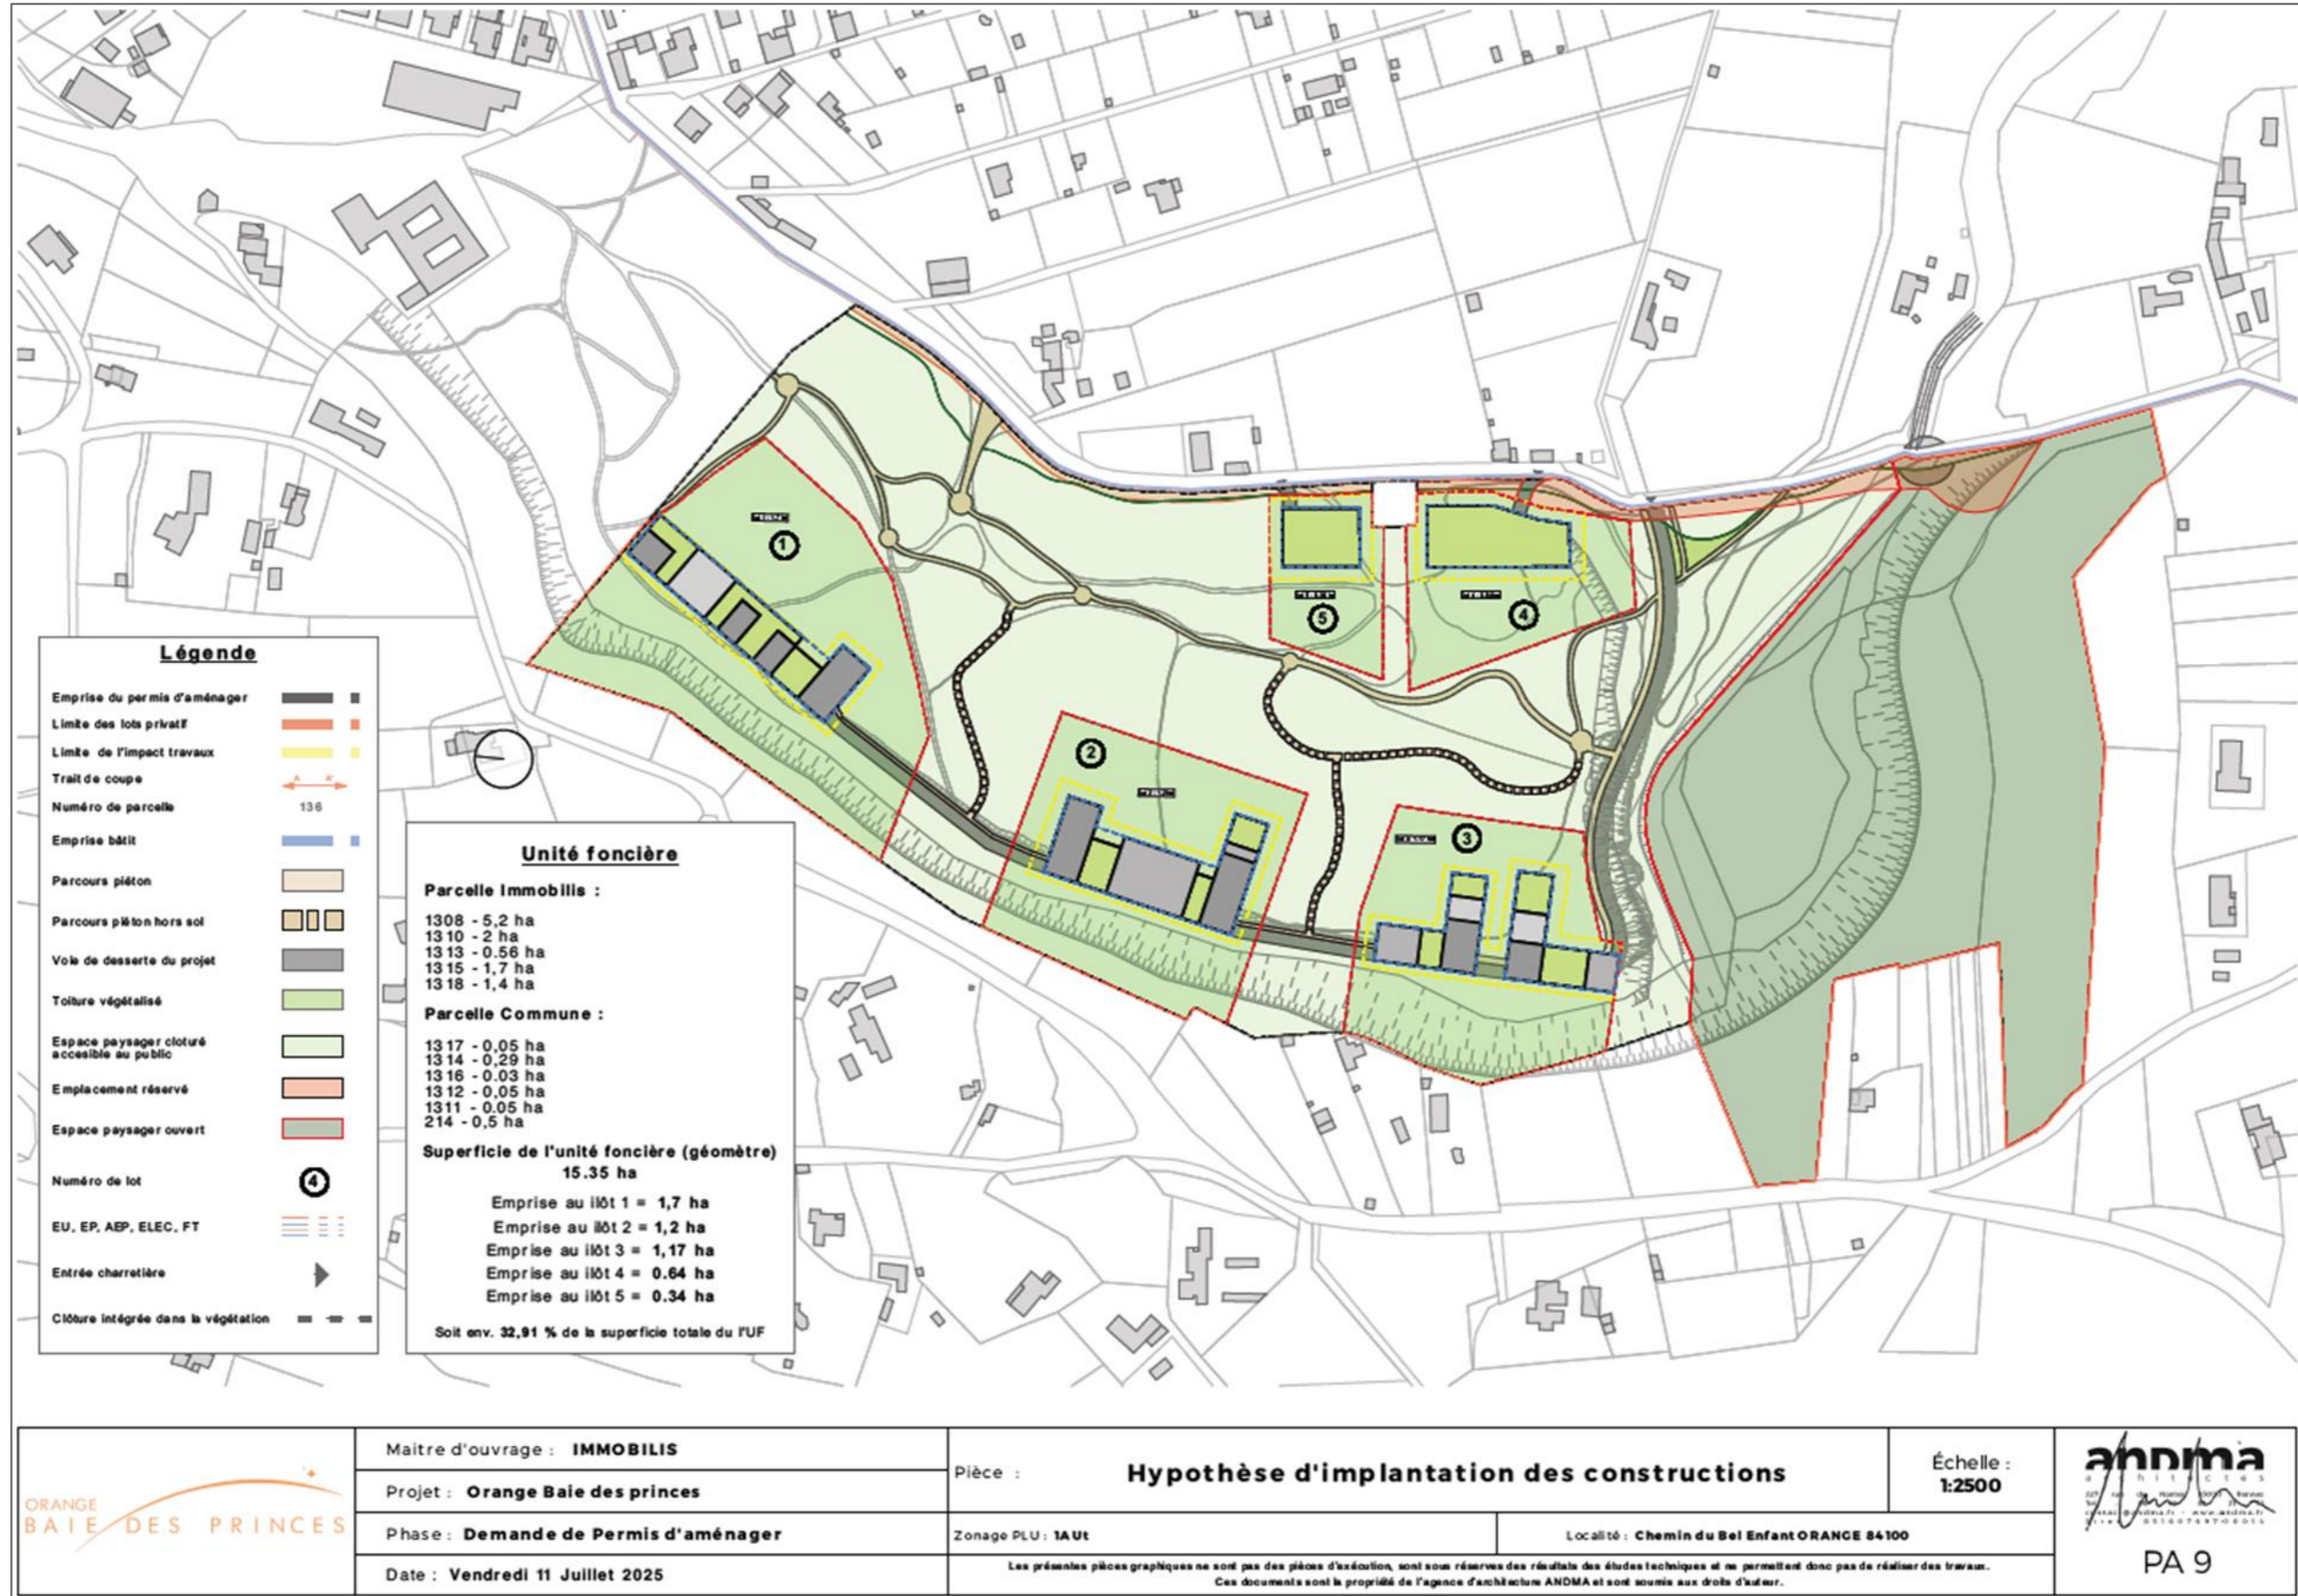 1
2
3
4
5
Légende
Emprise du permis d'aménager
Limite des lots privatif
Limite de l'impact travaux
Trait de coupe
A A'
Numéro de parcelle
136
Emprise bâtit
Parcours piéton
Parcours piéton hors sol
Voie de desserte du projet
Toiture végétalisé
Espace paysager cloturé
accesible au public
Emplacement réservé
Espace paysager ouvert
Numéro de lot
4
EU, EP, AEP, ELEC, FT
Entrée charretière
Clôture intégrée dans la végétation
Unité foncière
Parcelle Immobilis :
1308 - 5,2 ha
1310 - 2 ha
1313 - 0.56 ha
1315 - 1,7 ha
1318 - 1,4 ha
Parcelle Commune :
1317 - 0,05 ha
1314 - 0,29 ha
1316 - 0.03 ha
1312 - 0,05 ha
1311 - 0.05 ha
214 - 0,5 ha
Superficie de l'unité foncière (géomètre)
15.35 ha
Emprise au ilôt 1 = 1,7 ha
Emprise au ilôt 2 = 1,2 ha
Emprise au ilôt 3 = 1,17 ha
Emprise au ilôt 4 = 0.64 ha
Emprise au ilôt 5 = 0.34 ha
Soit env. 32,91 % de la superficie totale du l'UF
ORANGE
BAIE DES PRINCES
Maitre d'ouvrage : IMMOBILIS
Projet : Orange Baie des princes
Phase : Demande de Permis d'aménager
Date : Vendredi 11 Juillet 2025
Pièce : Hypothèse d'implantation des constructions
Échelle :
1:2500
Zonage PLU : 1AUt
Localité : Chemin du Bel Enfant ORANGE 84100
Les présentes pièces graphiques ne sont pas des pièces d'exécution, sont sous réserves des résultats des études techniques et ne permettent donc pas de réaliser des travaux.
Ces documents sont la propriété de l'agence d'architecture ANDMA et sont soumis aux droits d'auteur.
anDma
architectes
PA 9